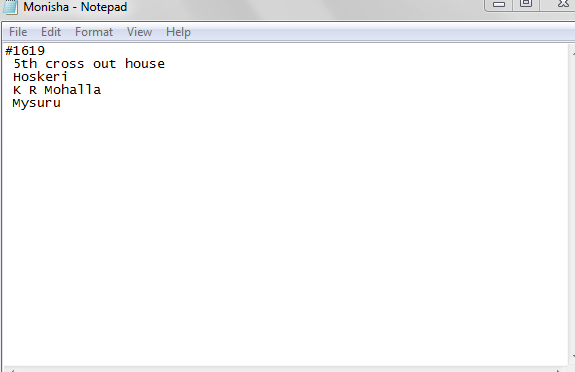 Monisha - Notepad
File Edit Format View Help
#1619
5th cross out house
Hoskeri
K R Mohalla
Mysuru